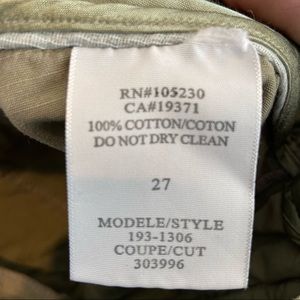 RN#105230
CA#19371
100% COTTON/COTON
DO NOT DRY CLEAN
27
MODELE/STYLE
193-1306
COUPE/CUT
303996